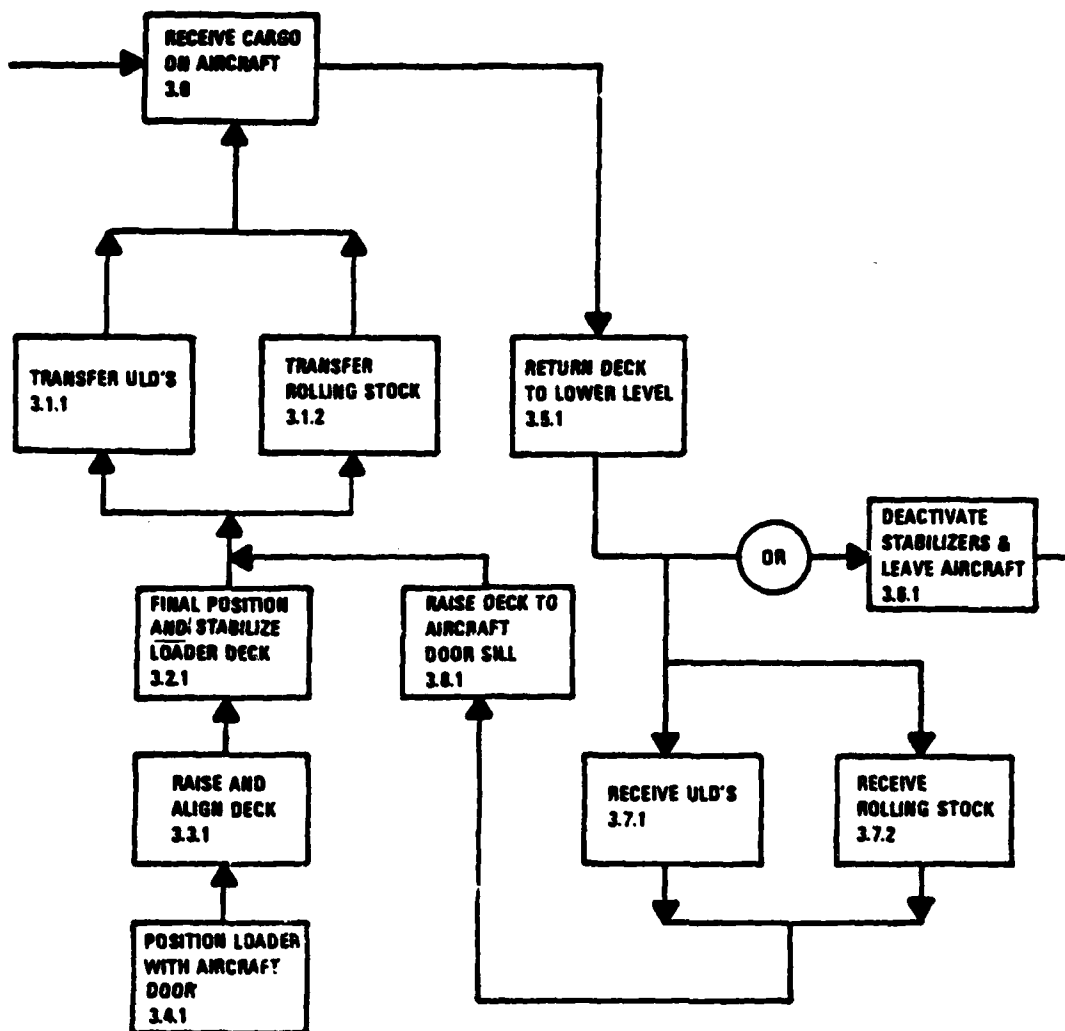 RECEIVE CARGO
ON AIRCRAFT
3.0
TRANSFER ULD'S
3.1.1
TRANSFER
ROLLING STOCK
3.1.2
RETURN DECK
TO LOWER LEVEL
3.5.1
OR
DEACTIVATE
STABILIZERS &
LEAVE AIRCRAFT
3.6.1
FINAL POSITION
AND STABILIZE
LOADER DECK
3.2.1
RAISE DECK TO
AIRCRAFT
DOOR SILL
3.8.1
RAISE AND
ALIGN DECK
3.3.1
RECEIVE ULD'S
3.7.1
RECEIVE
ROLLING STOCK
3.7.2
POSITION LOADER
WITH AIRCRAFT
DOOR
3.4.1